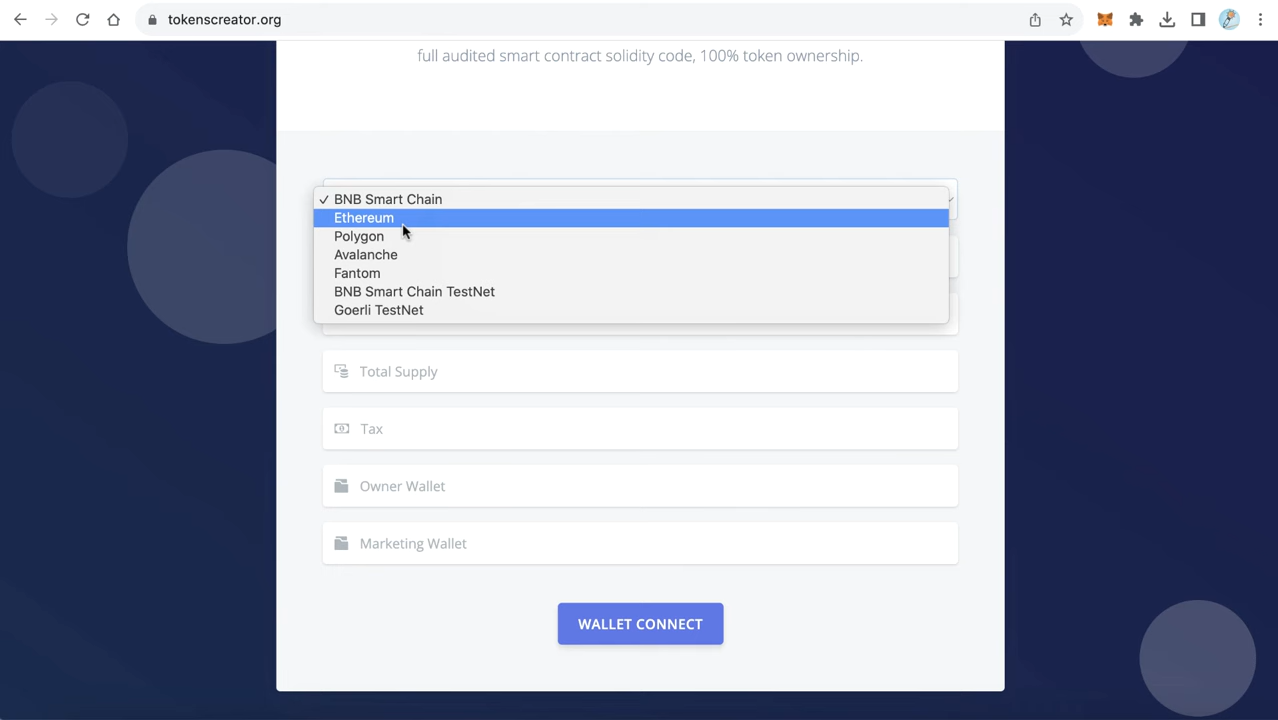 tokenscreator.org
full audited smart contract solidity code, 100% token ownership.
✓ BNB Smart Chain
Ethereum
Polygon
Avalanche
Fantom
BNB Smart Chain TestNet
Goerli TestNet
Total Supply
Tax
Owner Wallet
Marketing Wallet
WALLET CONNECT